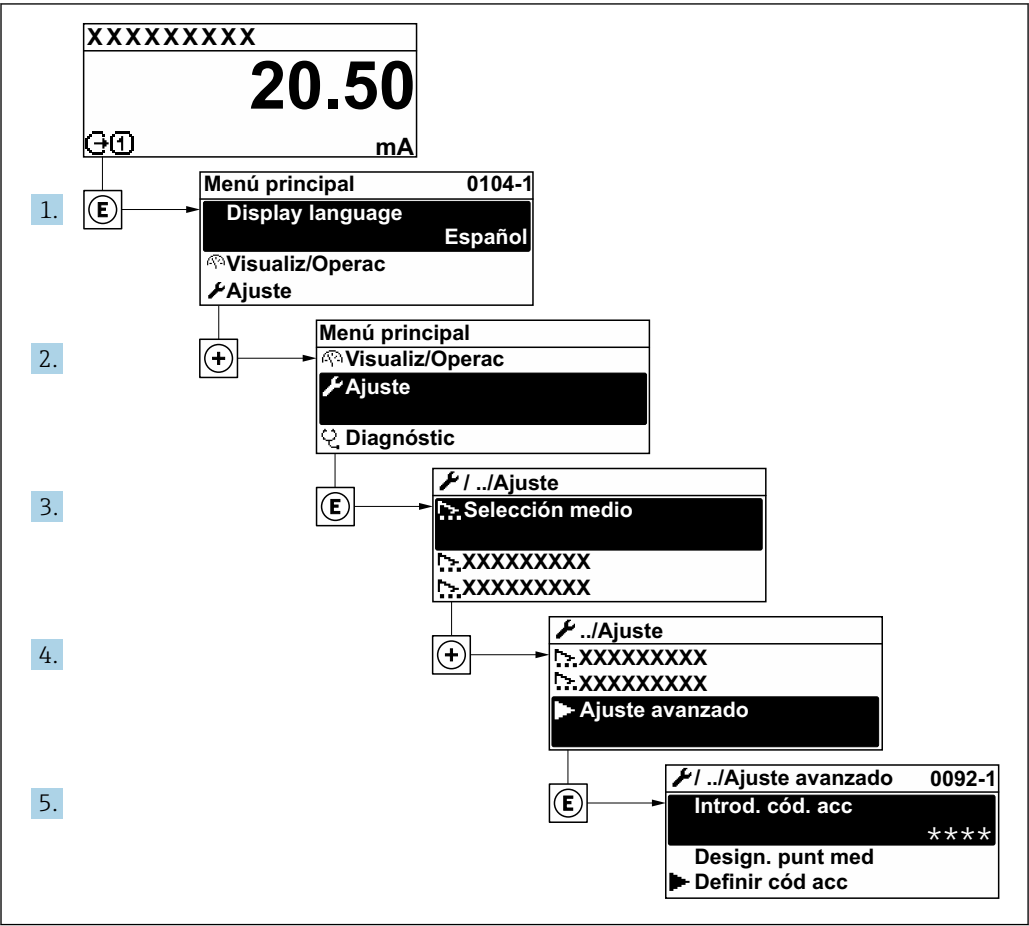 XXXXXXXXX
20.50
1
mA
1.
E
Menú principal 0104-1
Display language
Español
Visualiz/Operac
Ajuste
2.
+
Menú principal
Visualiz/Operac
Ajuste
Diagnóstic
3.
E
/ ../Ajuste
Selección medio
XXXXXXXXX
XXXXXXXXX
4.
+
../Ajuste
XXXXXXXXX
XXXXXXXXX
Ajuste avanzado
5.
E
/ ../Ajuste avanzado 0092-1
Introd. cód. acc
****
Design. punt med
Definir cód acc